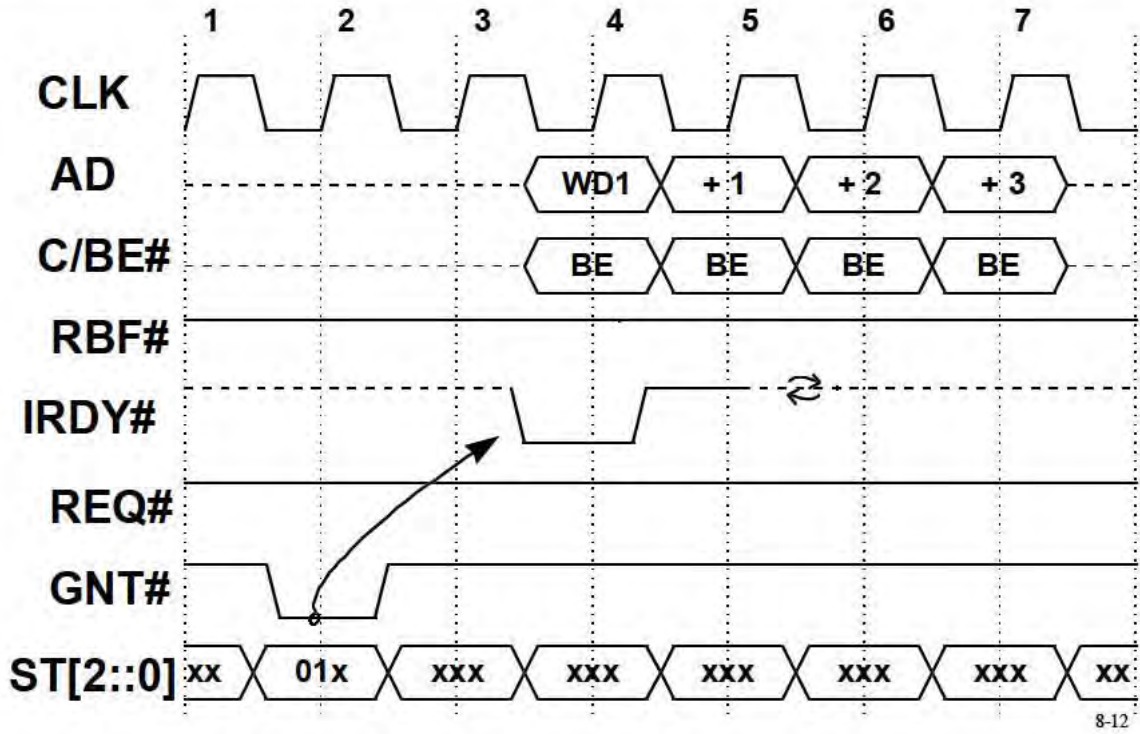 1 2 3 4 5 6 7
CLK
AD WD1 + 1 + 2 + 3
C/BE# BE BE BE BE
RBF#
IRDY#
REQ#
GNT#
ST[2::0] xx 01x xxx xxx xxx xxx xxx xx
8-12